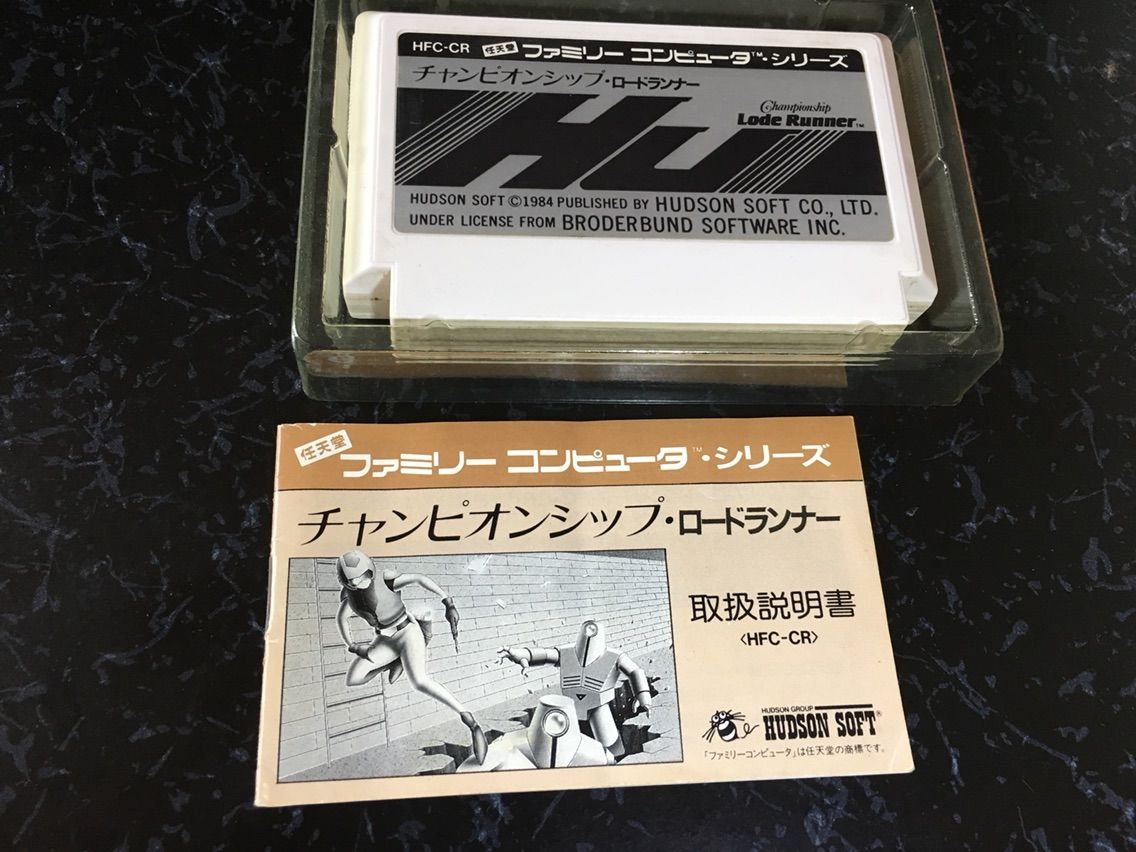 HFC-CR 任天堂 ファミリー コンピュータ™・シリーズ
チャンピオンシップ・ロードランナー
Championship
Lode Runner™
HU
HUDSON SOFT ©1984 PUBLISHED BY HUDSON SOFT CO., LTD.
UNDER LICENSE FROM BRODERBUND SOFTWARE INC.
任天堂 ファミリー コンピュータ™・シリーズ
チャンピオンシップ・ロードランナー
取扱説明書
〈HFC-CR〉
HUDSON GROUP
HUDSON SOFT®
「ファミリーコンピュータ」は任天堂の商標です。